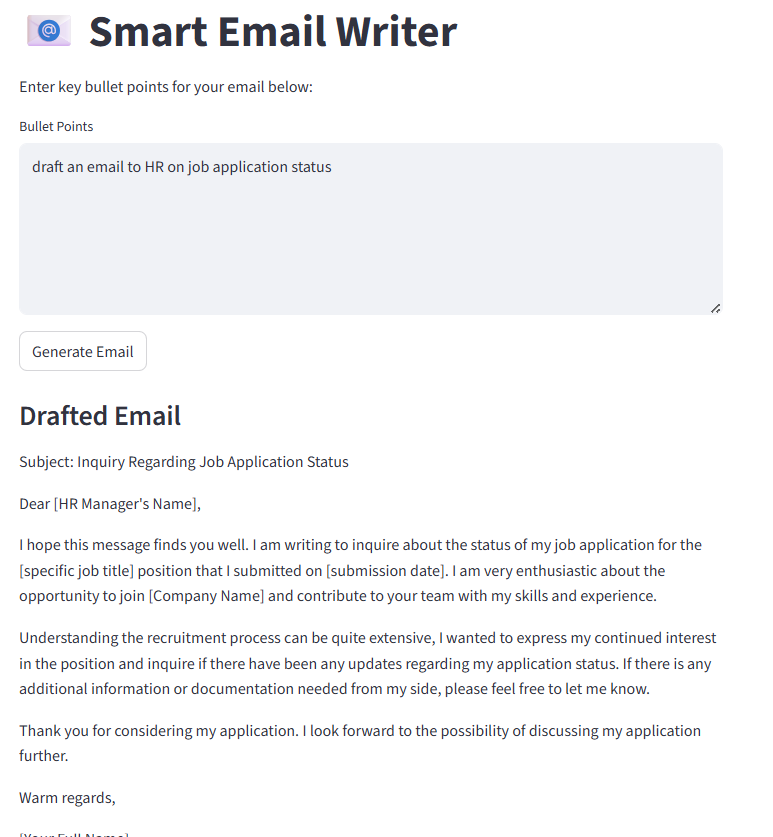 Smart Email Writer
Enter key bullet points for your email below:
Bullet Points
draft an email to HR on job application status
Generate Email
Drafted Email
Subject: Inquiry Regarding Job Application Status
Dear [HR Manager's Name],
I hope this message finds you well. I am writing to inquire about the status of my job application for the
[specific job title] position that I submitted on [submission date]. I am very enthusiastic about the
opportunity to join [Company Name] and contribute to your team with my skills and experience.
Understanding the recruitment process can be quite extensive, I wanted to express my continued interest
in the position and inquire if there have been any updates regarding my application status. If there is any
additional information or documentation needed from my side, please feel free to let me know.
Thank you for considering my application. I look forward to the possibility of discussing my application
further.
Warm regards,
[Your Full Name]